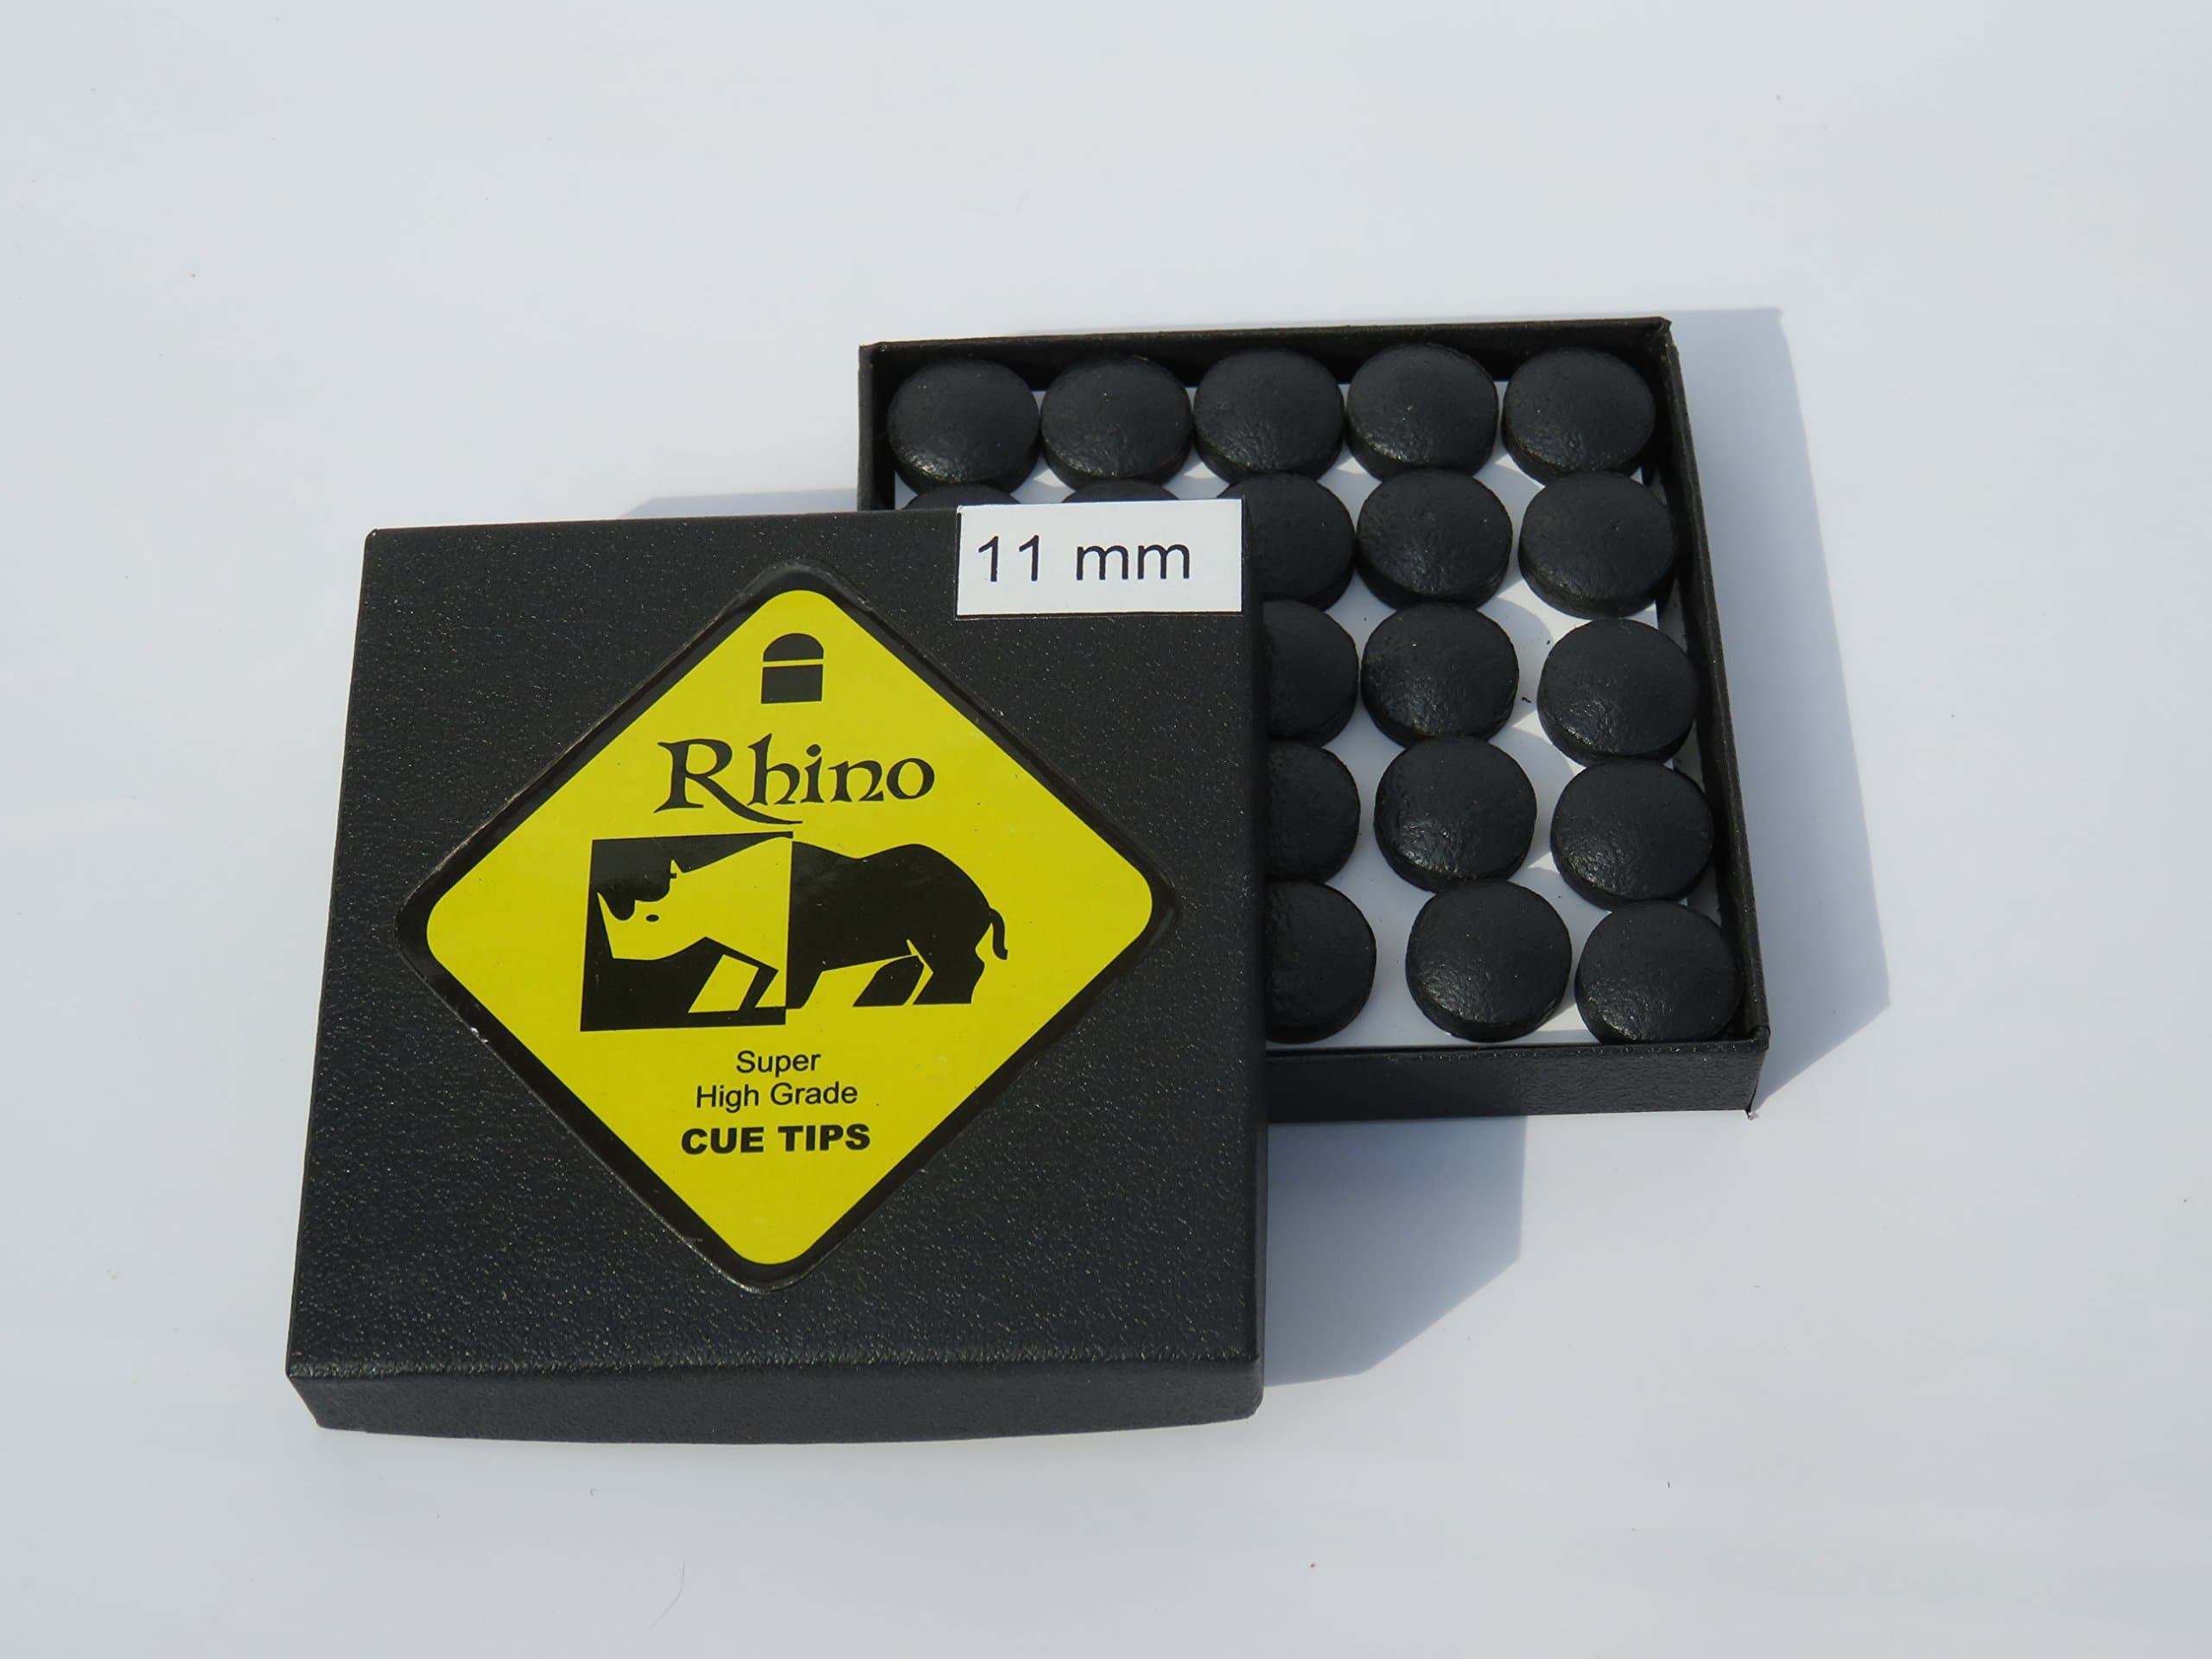 11 mm
Rhino
Super
High Grade
CUE TIPS